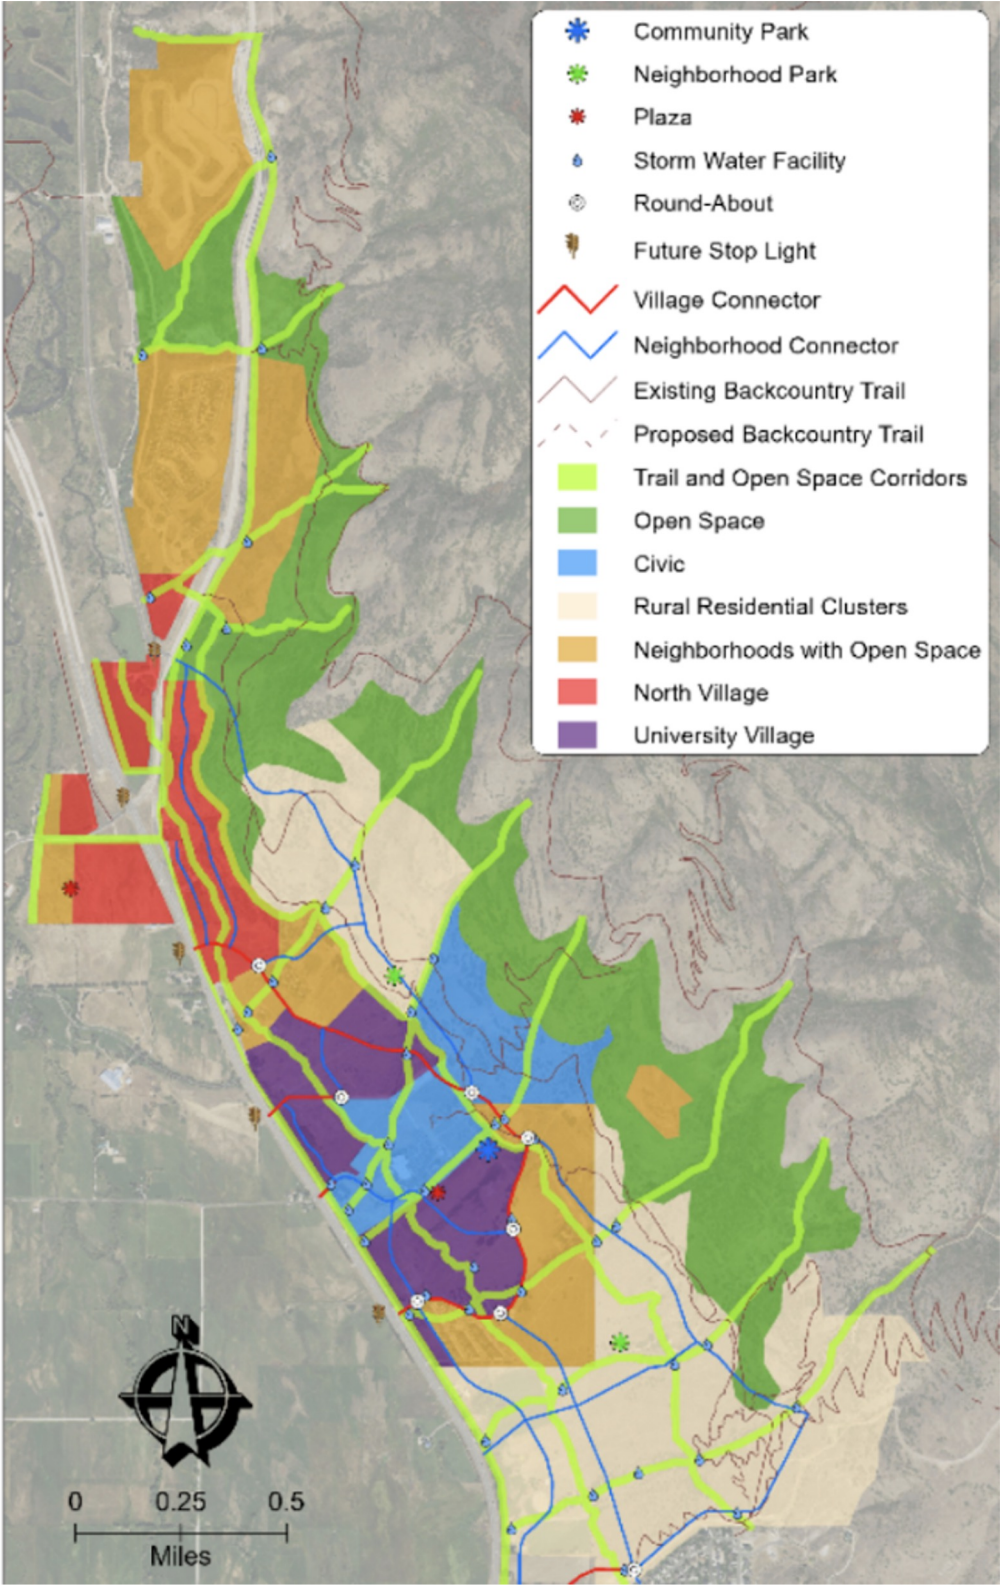 Community Park
Neighborhood Park
Plaza
Storm Water Facility
Round-About
Future Stop Light
Village Connector
Neighborhood Connector
Existing Backcountry Trail
Proposed Backcountry Trail
Trail and Open Space Corridors
Open Space
Civic
Rural Residential Clusters
Neighborhoods with Open Space
North Village
University Village
N
0 0.25 0.5
Miles